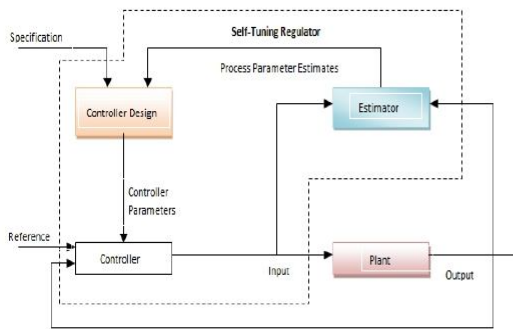 Self-Tuning Regulator
Specification
Process Parameter Estimates
Controller Design
Estimator
Controller
Parameters
Reference
Controller
Input
Plant
Output